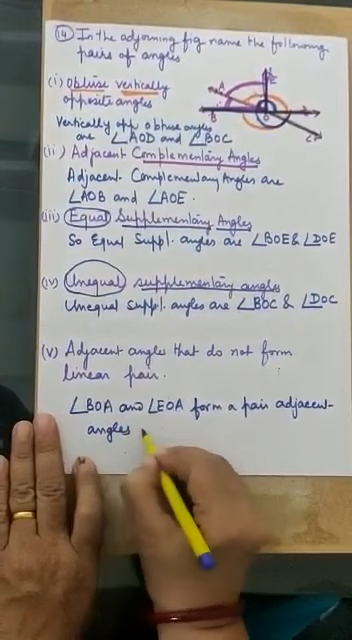 (14) In the adjoining fig name the following
pairs of angles
(i) Obtuse vertically
opposite angles
Vertically opp obtuse angles
are ∠AOD and ∠BOC
(ii) Adjacent Complementary Angles
Adjacent Complementary Angles are
∠AOB and ∠AOE.
(iii) Equal Supplementary Angles
So Equal Suppl. angles are ∠BOE & ∠DOE
(iv) Unequal supplementary angles
Unequal suppl. angles are ∠BOC & ∠DOC
(v) Adjacent angles that do not form
linear pair.
∠BOA and ∠EOA form a pair adjacent
angles
A
E
B
O
C